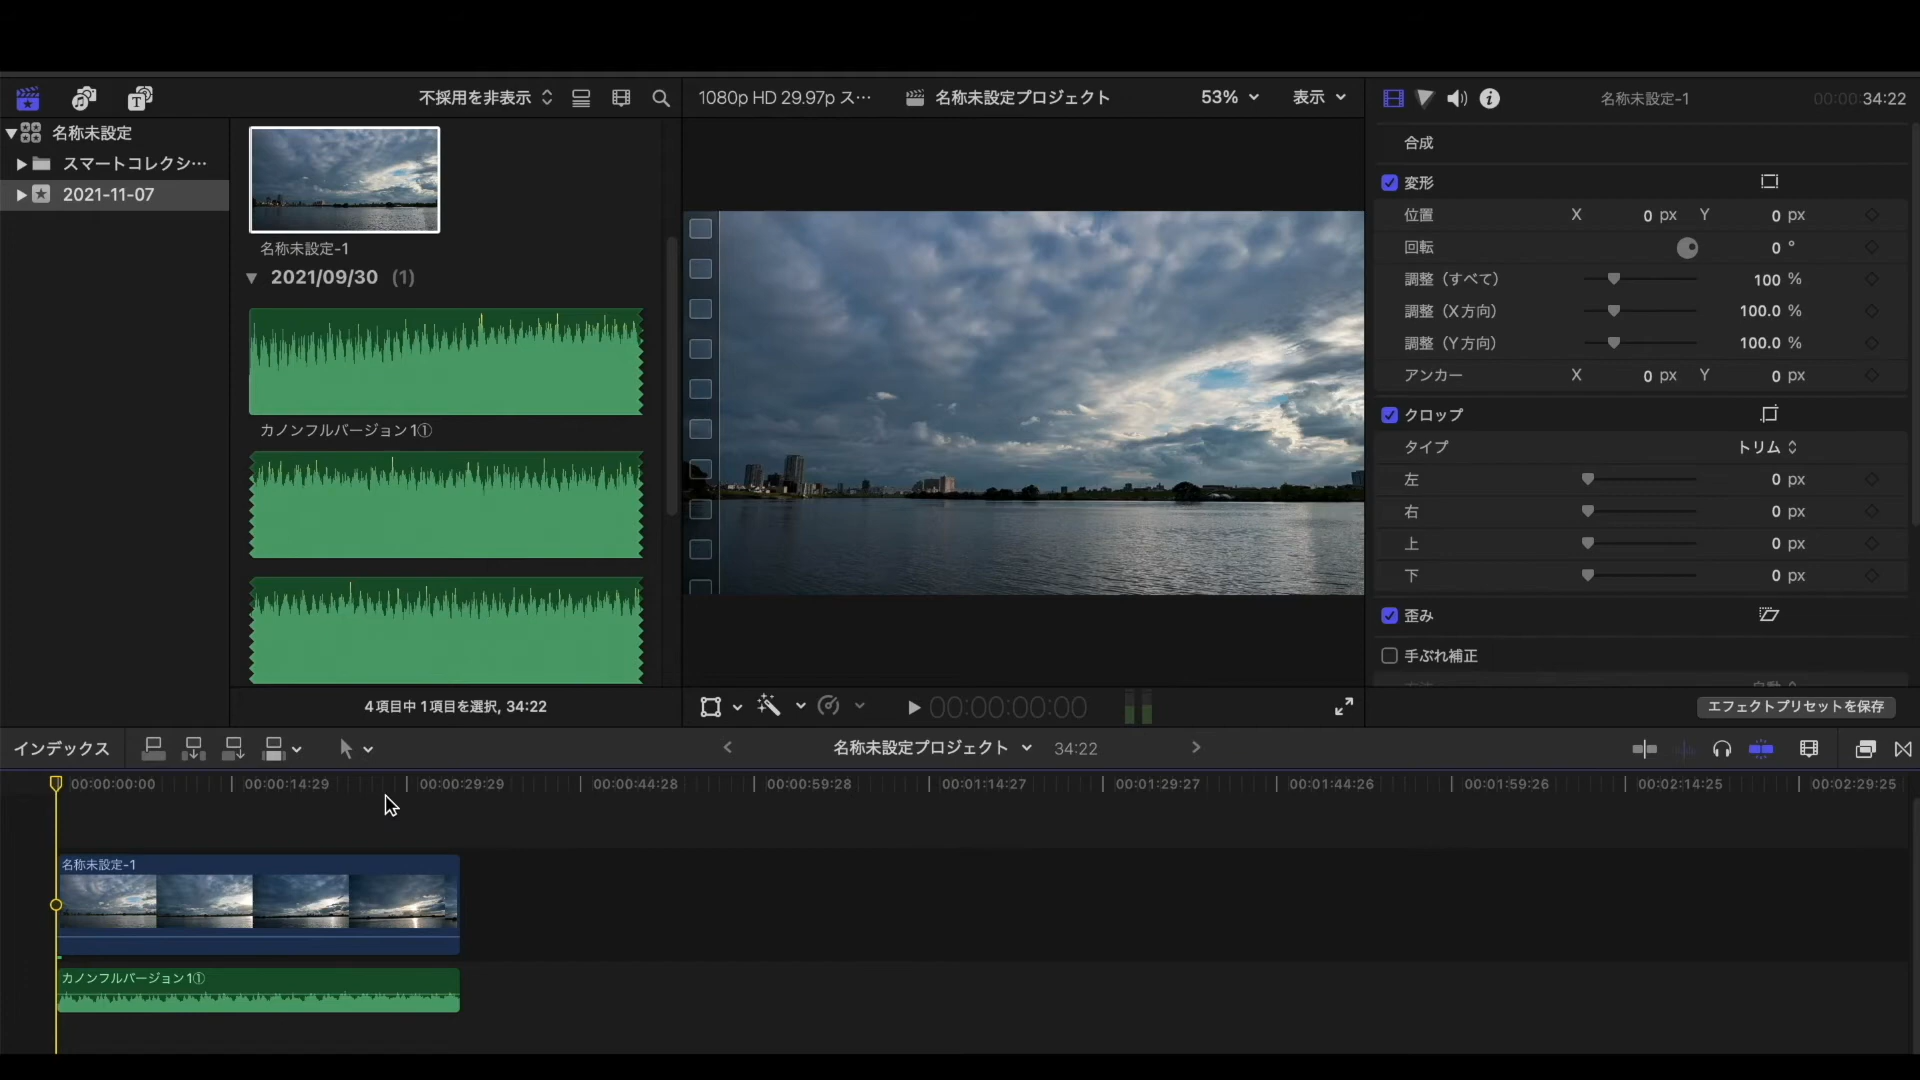 不採用を非表示
1080p HD 29.97p ス…
名称未設定プロジェクト
53%
表示
名称未設定-1
00:00:34:22
名称未設定
スマートコレクシ…
2021-11-07
名称未設定-1
2021/09/30 (1)
カノンフルバージョン1①
4項目中 1項目を選択, 34:22
00:00:00:00
合成
変形
位置 X 0 px Y 0 px
回転 0 °
調整（すべて） 100 %
調整（X方向） 100.0 %
調整（Y方向） 100.0 %
アンカー X 0 px Y 0 px
クロップ
タイプ トリム
左 0 px
右 0 px
上 0 px
下 0 px
歪み
手ぶれ補正
エフェクトプリセットを保存
インデックス
名称未設定プロジェクト 34:22
00:00:00:00 00:00:14:29 00:00:29:29 00:00:44:28 00:00:59:28 00:01:14:27 00:01:29:27 00:01:44:26 00:01:59:26 00:02:14:25 00:02:29:25
名称未設定-1
カノンフルバージョン1①